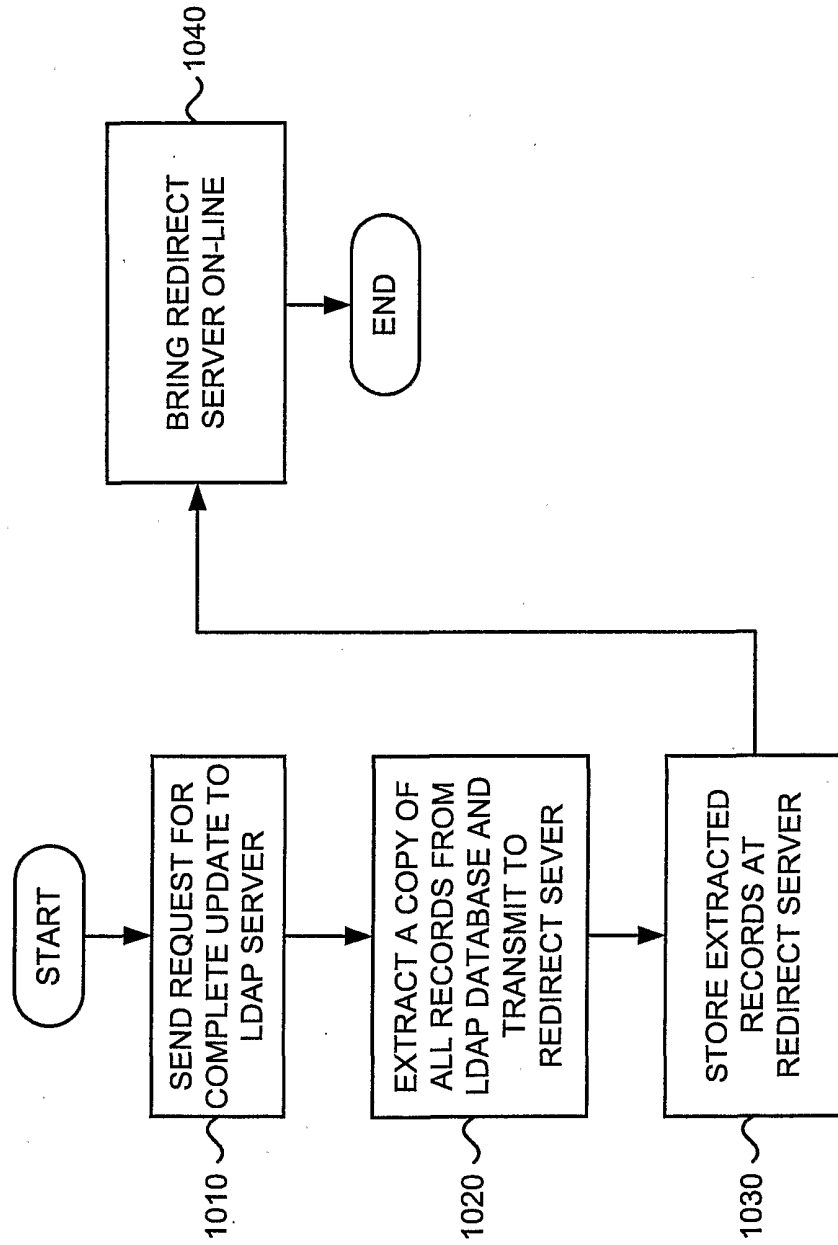 START
1010
SEND REQUEST FOR
COMPLETE UPDATE TO
LDAP SERVER
1020
EXTRACT A COPY OF
ALL RECORDS FROM
LDAP DATABASE AND
TRANSMIT TO
REDIRECT SEVER
1030
STORE EXTRACTED
RECORDS AT
REDIRECT SERVER
BRING REDIRECT
SERVER ON-LINE
1040
END